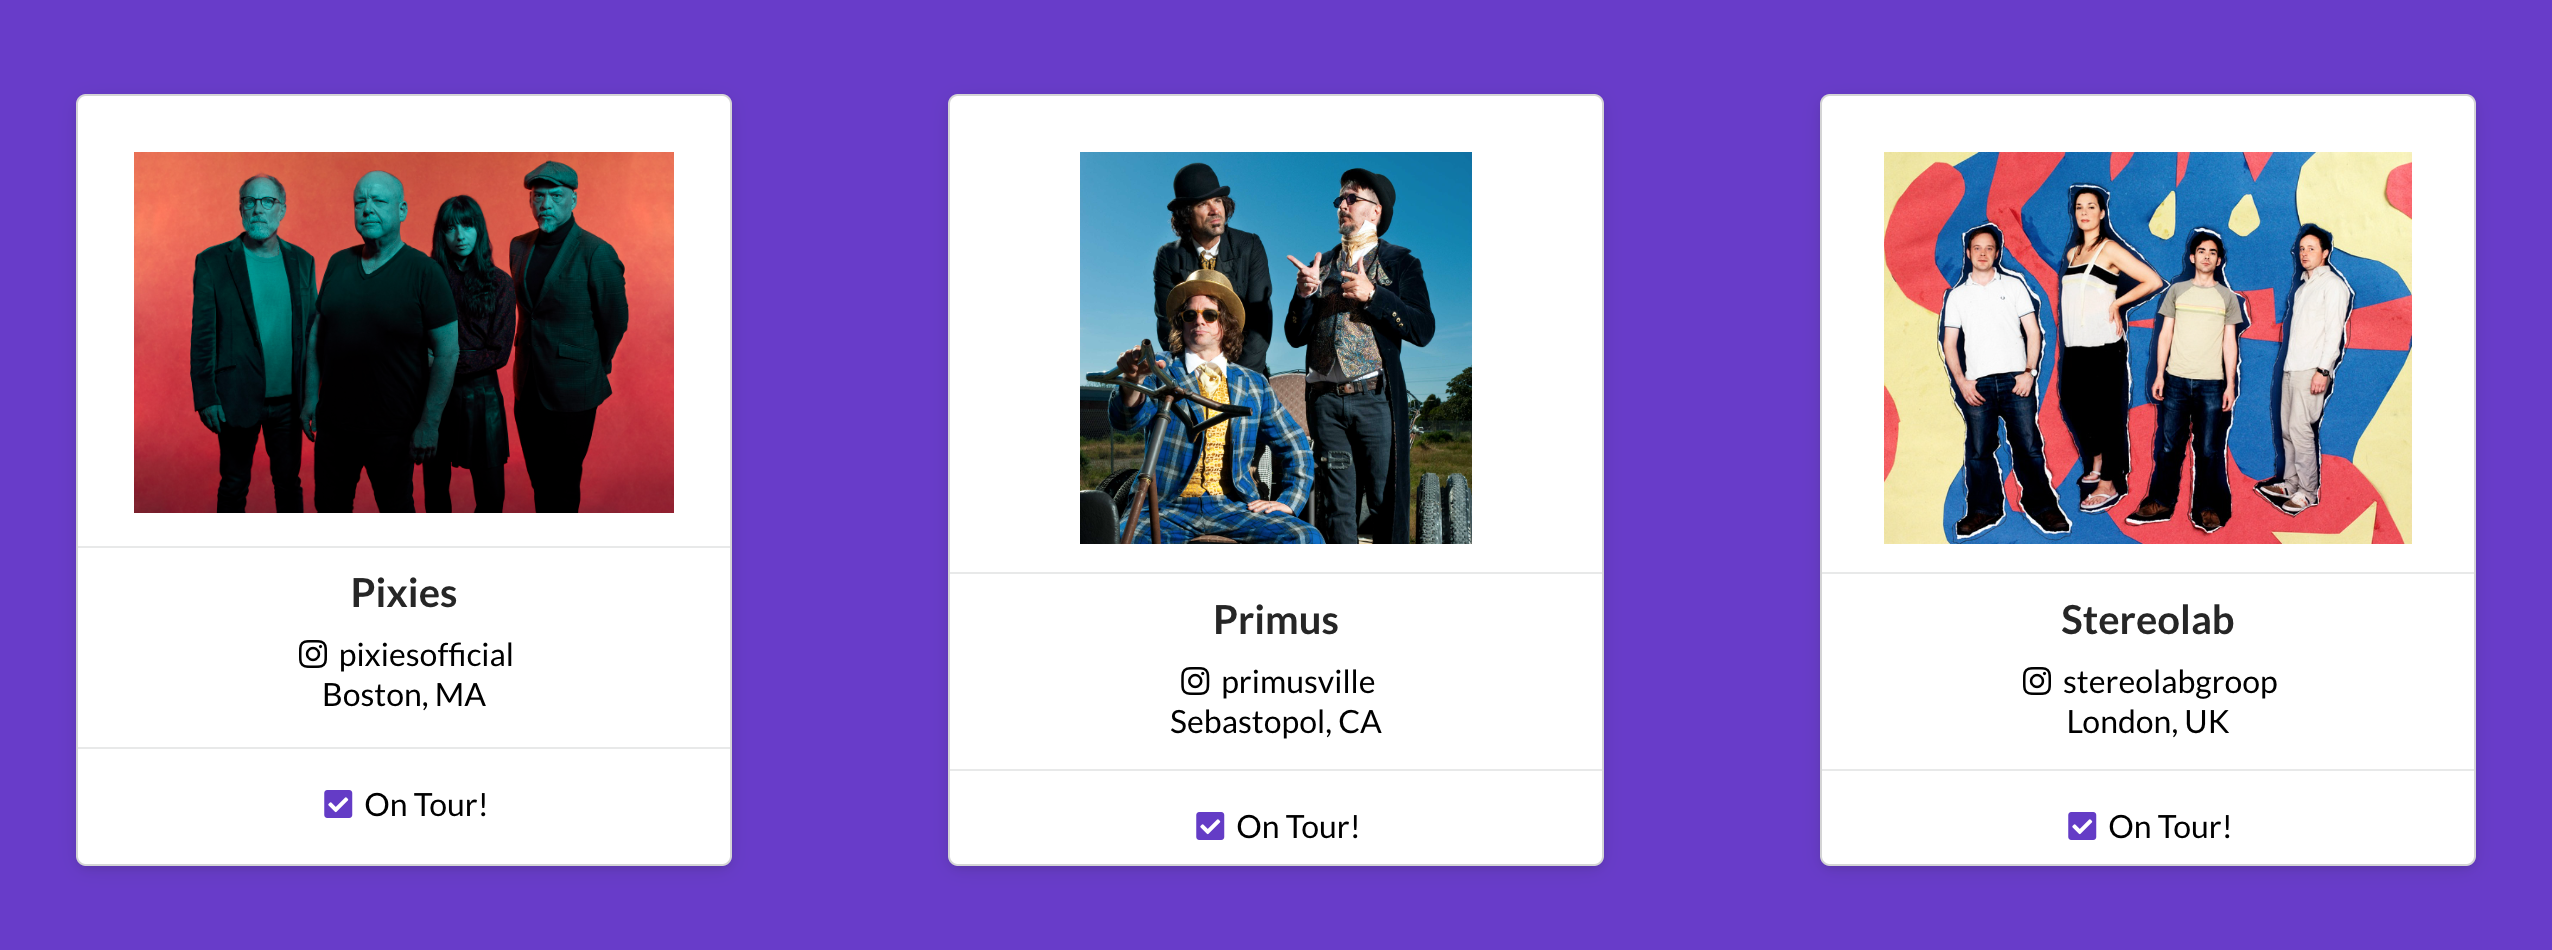 Pixies
pixiesofficial
Boston, MA
On Tour!
Primus
primusville
Sebastopol, CA
On Tour!
Stereolab
stereolabgroop
London, UK
On Tour!